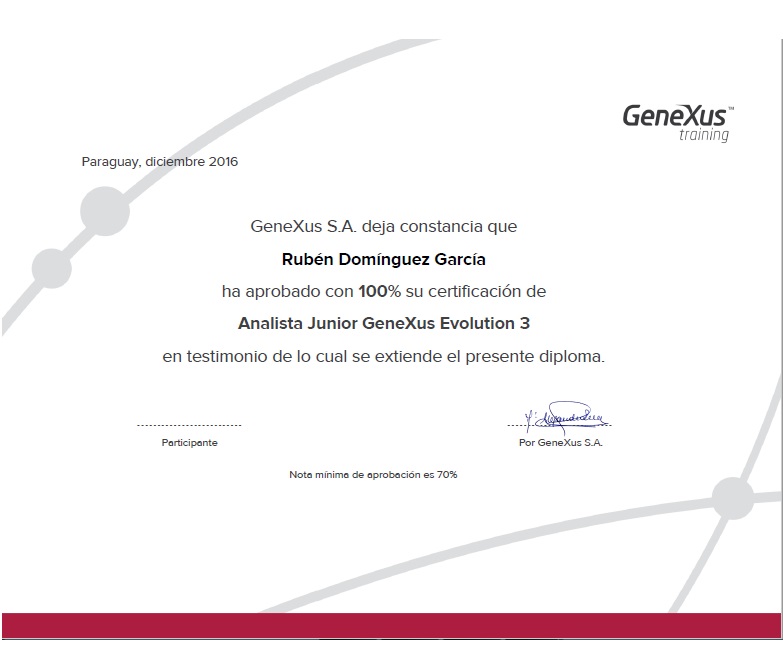 GeneXus™
training
Paraguay, diciembre 2016
GeneXus S.A. deja constancia que
Rubén Domínguez García
ha aprobado con 100% su certificación de
Analista Junior GeneXus Evolution 3
en testimonio de lo cual se extiende el presente diploma.
Participante
Por GeneXus S.A.
Nota mínima de aprobación es 70%